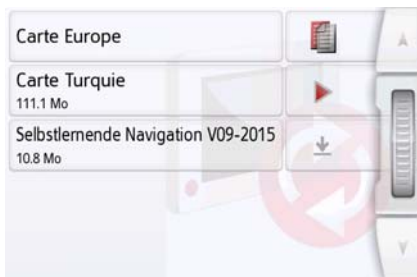 Carte Europe
Carte Turquie
111.1 Mo
Selbstlernende Navigation V09-2015
10.8 Mo